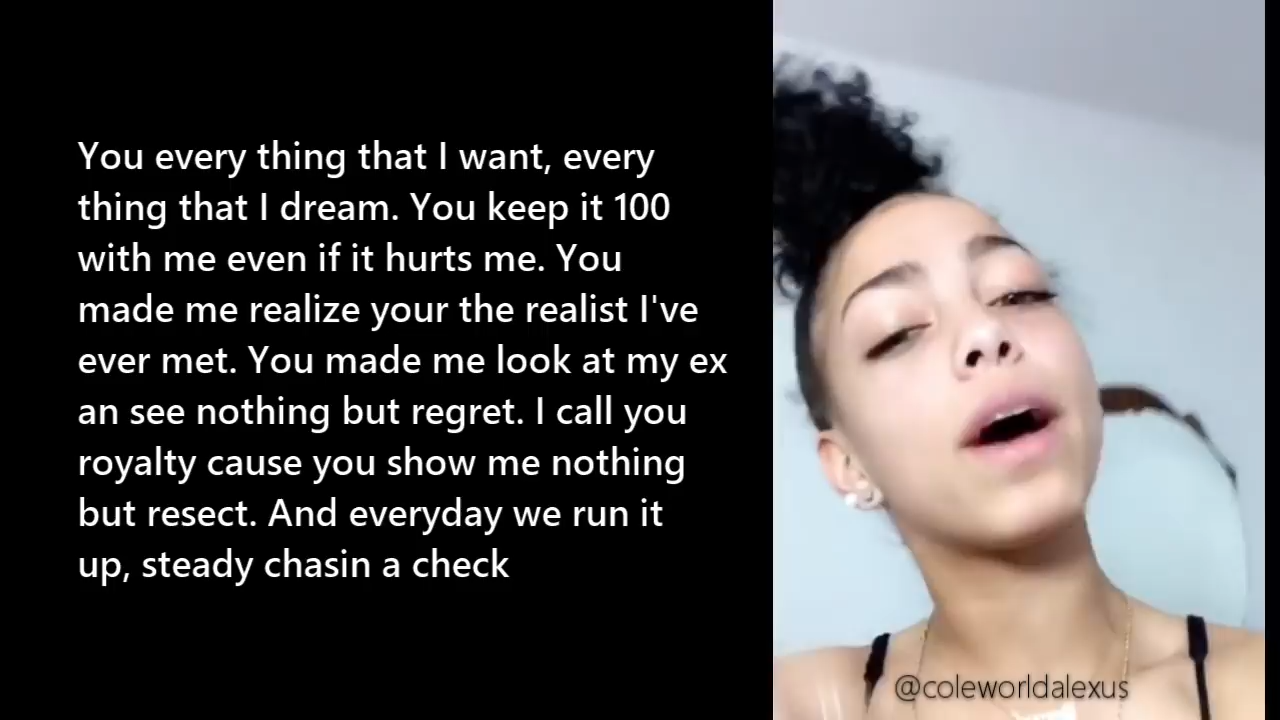 You every thing that I want, every
thing that I dream. You keep it 100
with me even if it hurts me. You
made me realize your the realist I've
ever met. You made me look at my ex
an see nothing but regret. I call you
royalty cause you show me nothing
but resect. And everyday we run it
up, steady chasin a check
@coleworldalexus